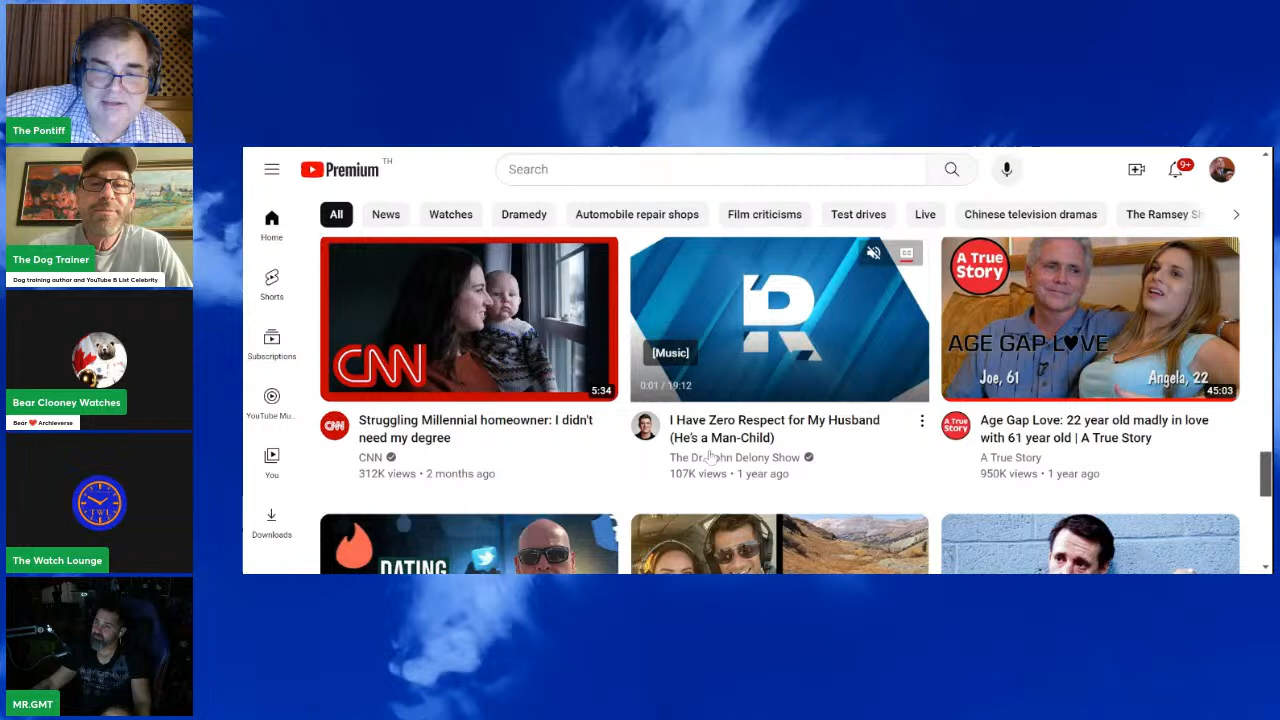 The Pontiff
The Dog Trainer
Dog training author and YouTube B List Celebrity
Bear Clooney Watches
Bear ❤ Archieverse
TWL
The Watch Lounge
MR.GMT
Premium TH
Search
9+
All
News
Watches
Dramedy
Automobile repair shops
Film criticisms
Test drives
Live
Chinese television dramas
The Ramsey
Home
Shorts
Subscriptions
YouTube Mu...
You
Downloads
CNN
5:34
CNN
Struggling Millennial homeowner: I didn't
need my degree
CNN
312K views • 2 months ago
R
CC
[Music]
0:01 / 19:12
I Have Zero Respect for My Husband
(He's a Man-Child)
The Dr. John Delony Show
107K views • 1 year ago
A True
Story
AGE GAP LOVE
Joe, 61
Angela, 22
45:03
A True
Story
Age Gap Love: 22 year old madly in love
with 61 year old | A True Story
A True Story
950K views • 1 year ago
DATING